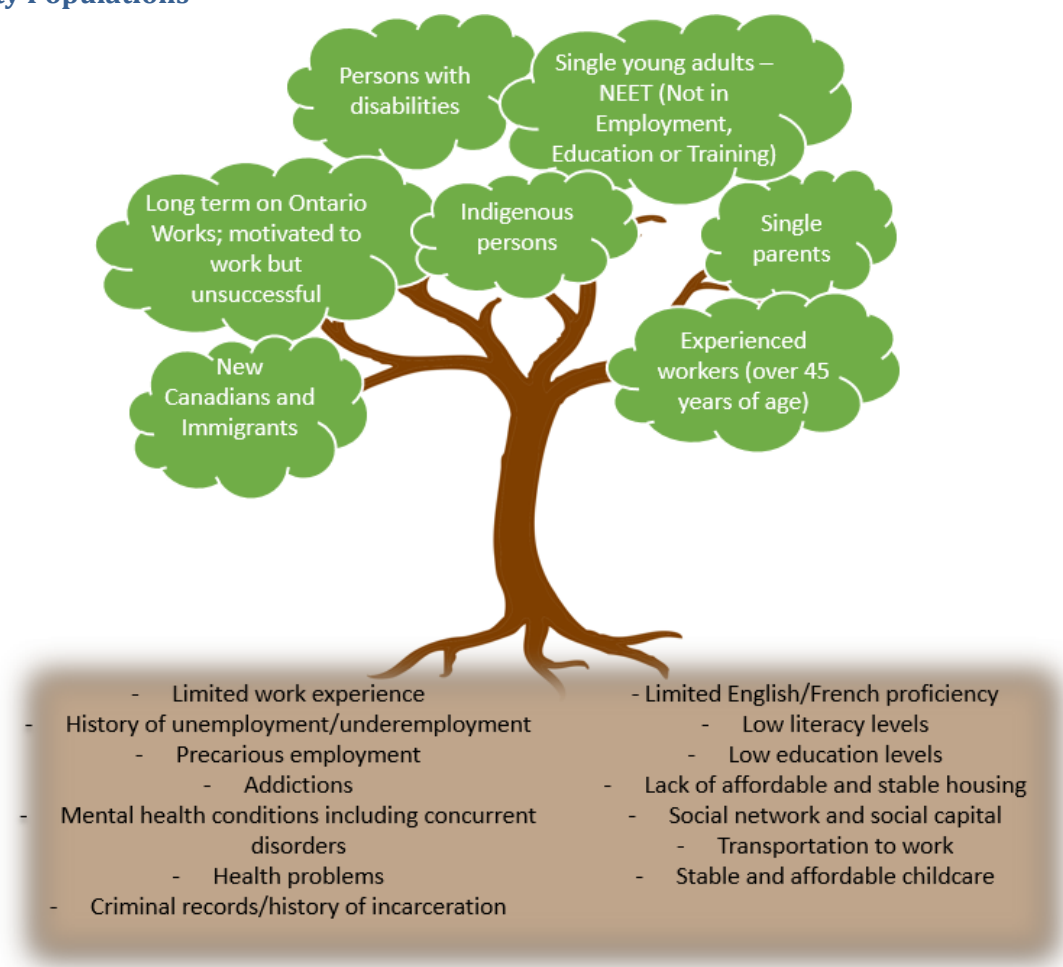 ty Populations
Persons with
disabilities
Single young adults –
NEET (Not in
Employment,
Education or Training)
Long term on Ontario
Works; motivated to
work but
unsuccessful
Indigenous
persons
Single
parents
New
Canadians and
Immigrants
Experienced
workers (over 45
years of age)
- Limited work experience
- History of unemployment/underemployment
- Precarious employment
- Addictions
- Mental health conditions including concurrent
disorders
- Health problems
- Criminal records/history of incarceration
- Limited English/French proficiency
- Low literacy levels
- Low education levels
- Lack of affordable and stable housing
- Social network and social capital
- Transportation to work
- Stable and affordable childcare